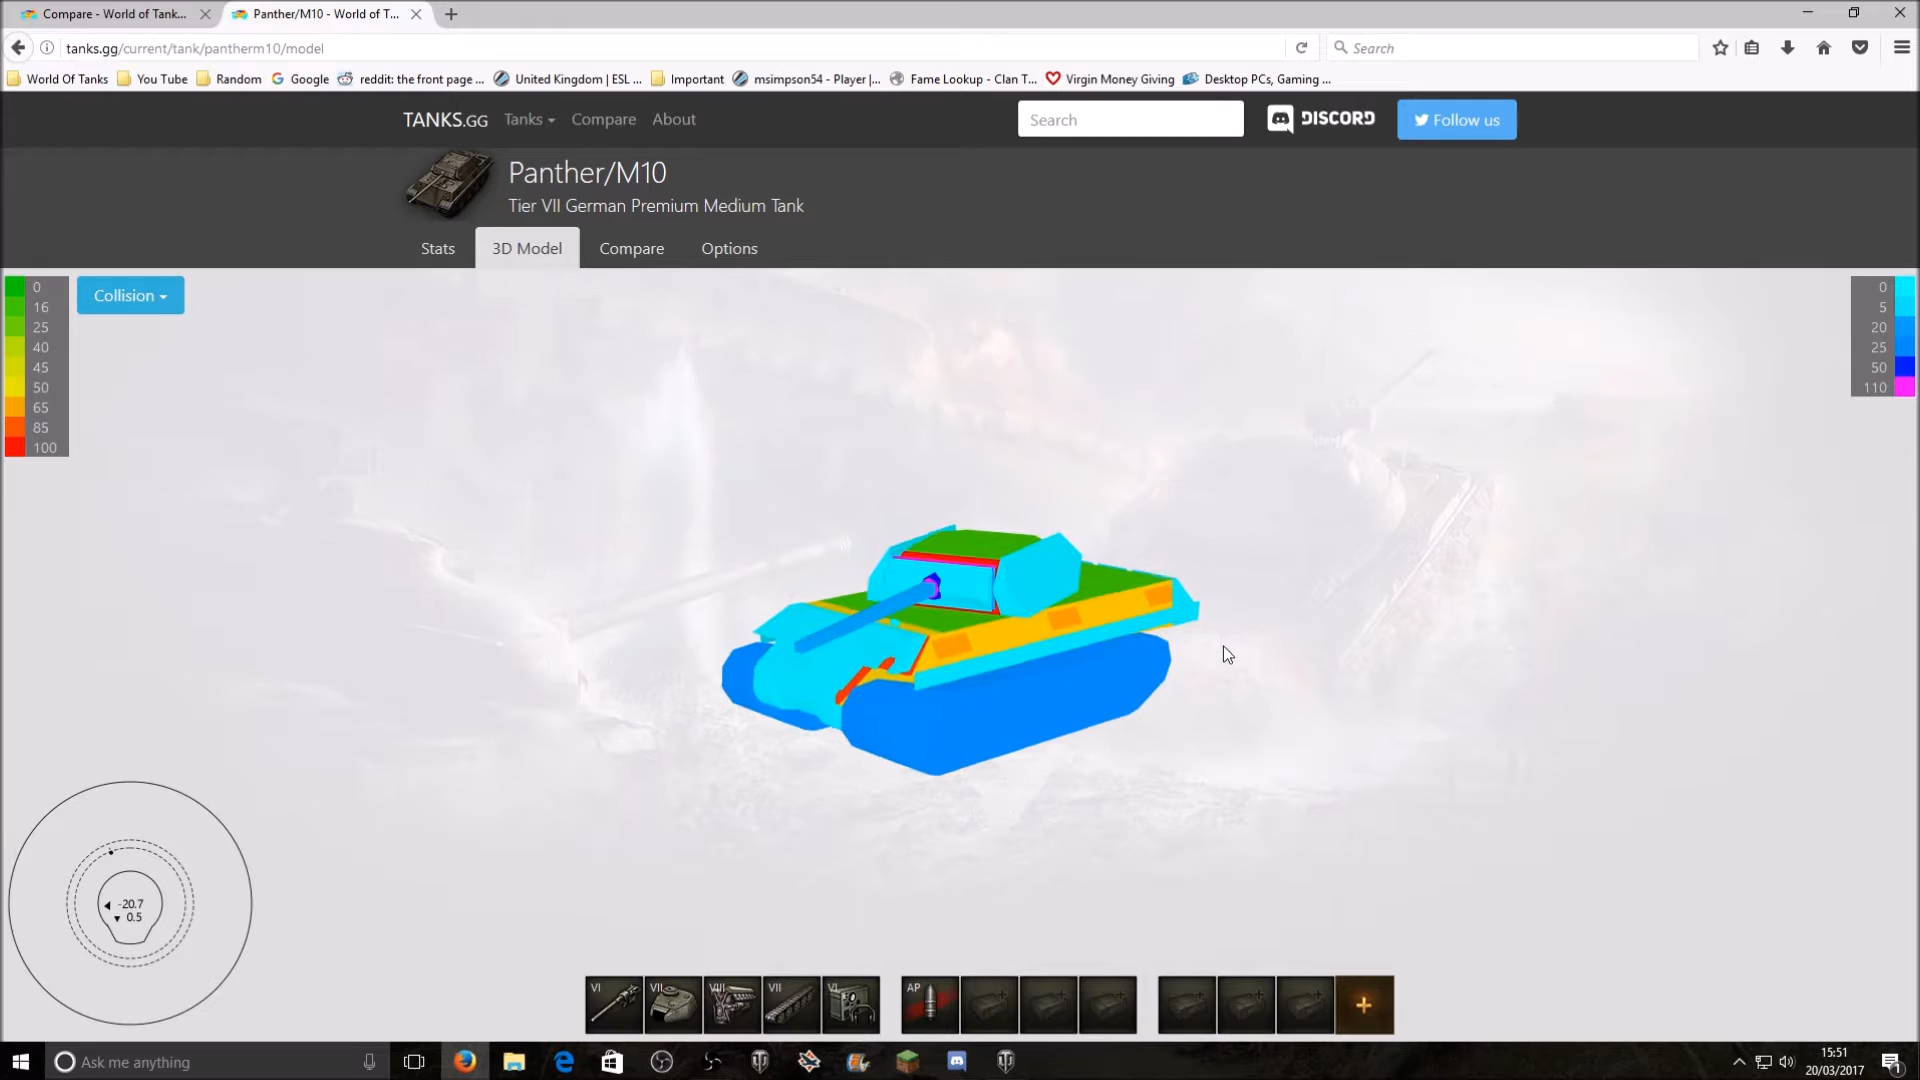 Compare - World of Tank...
Panther/M10 - World of T...
tanks.gg/current/tank/pantherm10/model
Search
World Of Tanks
You Tube
Random
Google
reddit: the front page ...
United Kingdom | ESL ...
Important
msimpson54 - Player |...
Fame Lookup - Clan T...
Virgin Money Giving
Desktop PCs, Gaming ...
TANKS.GG
Tanks
Compare
About
Search
DISCORD
Follow us
Panther/M10
Tier VII German Premium Medium Tank
Stats
3D Model
Compare
Options
Collision
0
16
25
40
45
50
65
85
100
0
5
20
25
50
110
-20.7
0.5
VI
VII
VIII
VII
VI
AP
Ask me anything
15:51
20/03/2017
1